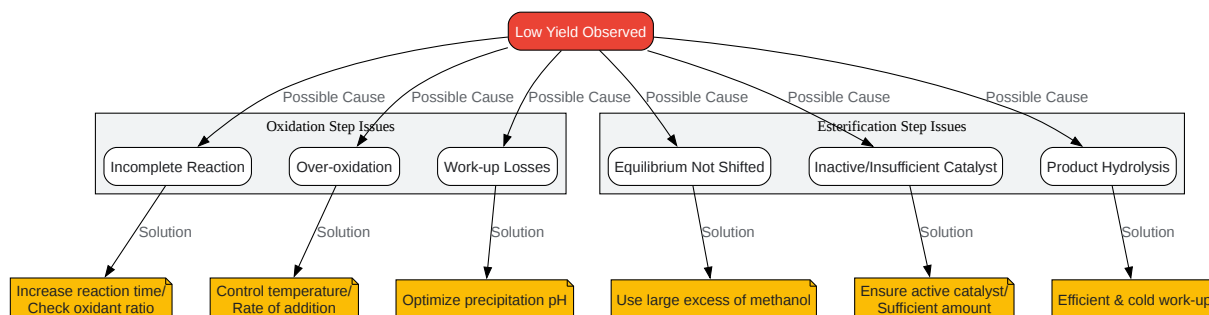 Low Yield Observed
Possible Cause
Possible Cause
Possible Cause
Possible Cause
Possible Cause
Possible Cause
Oxidation Step Issues
Esterification Step Issues
Incomplete Reaction
Over-oxidation
Work-up Losses
Equilibrium Not Shifted
Inactive/Insufficient Catalyst
Product Hydrolysis
Solution
Solution
Solution
Solution
Solution
Solution
Increase reaction time/
Check oxidant ratio
Control temperature/
Rate of addition
Optimize precipitation pH
Use large excess of methanol
Ensure active catalyst/
Sufficient amount
Efficient & cold work-up